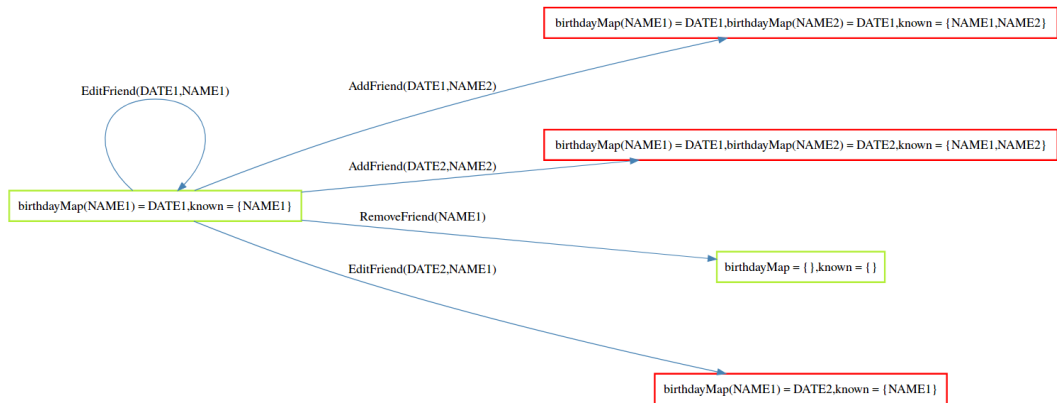 birthdayMap(NAME1) = DATE1,birthdayMap(NAME2) = DATE1,known = {NAME1,NAME2}
EditFriend(DATE1,NAME1)
AddFriend(DATE1,NAME2)
birthdayMap(NAME1) = DATE1,birthdayMap(NAME2) = DATE2,known = {NAME1,NAME2}
AddFriend(DATE2,NAME2)
birthdayMap(NAME1) = DATE1,known = {NAME1}
RemoveFriend(NAME1)
birthdayMap = {},known = {}
EditFriend(DATE2,NAME1)
birthdayMap(NAME1) = DATE2,known = {NAME1}